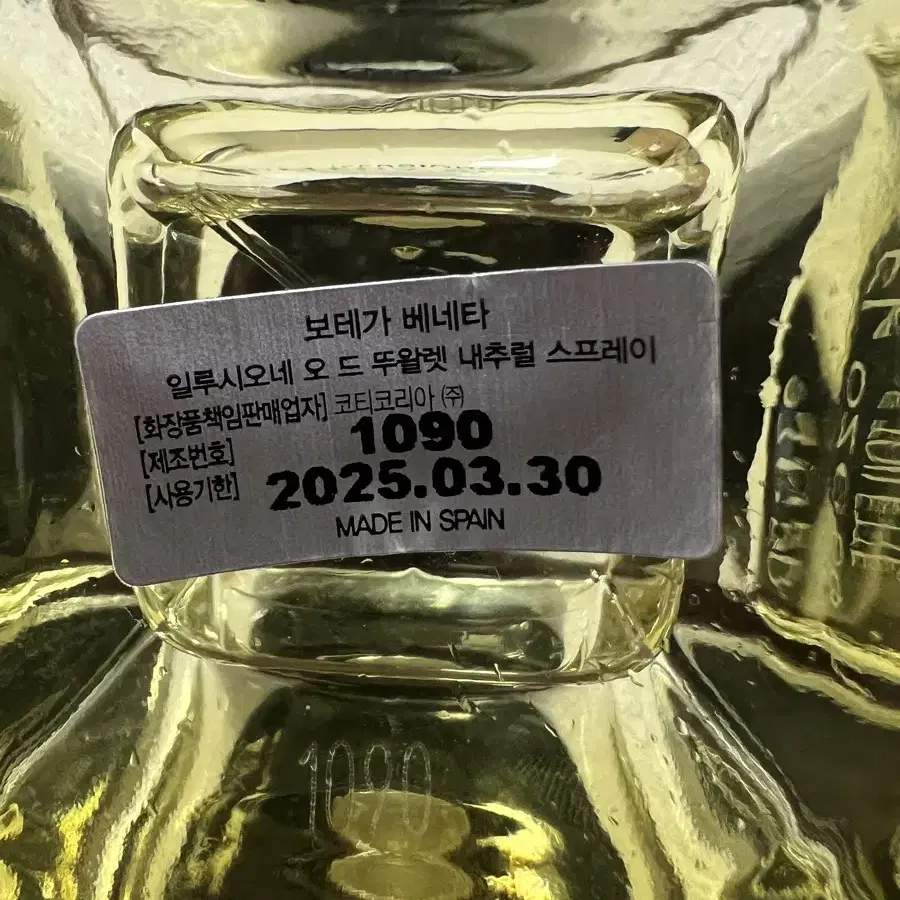 보테가 베네타
일루시오네 오 드 뚜왈렛 내추럴 스프레이
[화장품책임판매업자] 코티코리아 ㈜
[제조번호] 1090
[사용기한] 2025.03.30
MADE IN SPAIN
1090